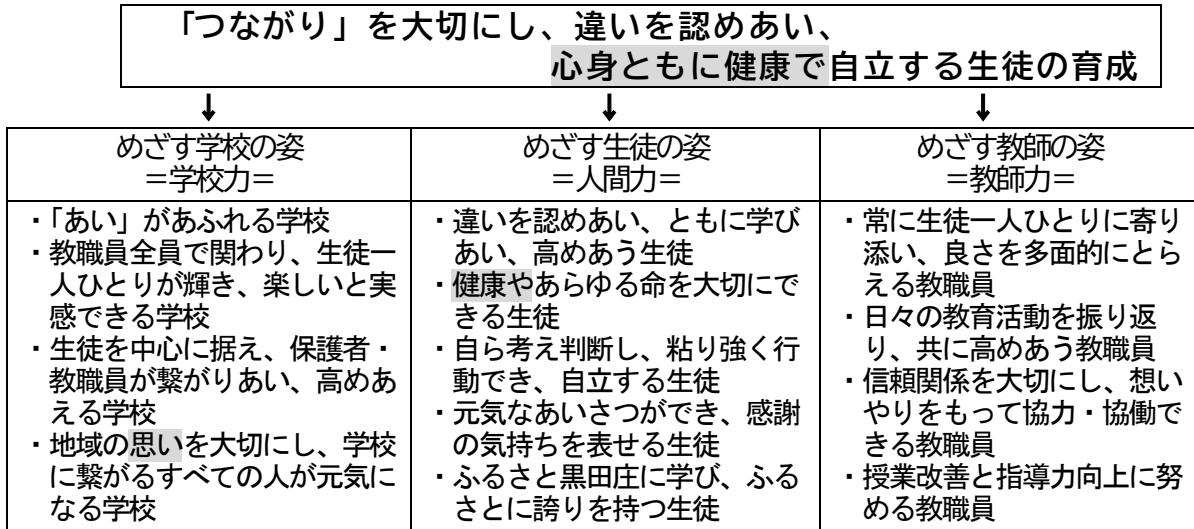 「つながり」を大切にし、違いを認めあい、
心身ともに健康で自立する生徒の育成
↓ ↓ ↓
めざす学校の姿
＝学校力＝
・「あい」があふれる学校
・教職員全員で関わり、生徒一
人ひとりが輝き、楽しいと実
感できる学校
・生徒を中心に据え、保護者・
教職員が繋がりあい、高めあ
える学校
・地域の思いを大切にし、学校
に繋がるすべての人が元気に
なる学校
めざす生徒の姿
＝人間力＝
・違いを認めあい、ともに学び
あい、高めあう生徒
・健康やあらゆる命を大切にで
きる生徒
・自ら考え判断し、粘り強く行
動でき、自立する生徒
・元気なあいさつができ、感謝
の気持ちを表せる生徒
・ふるさと黒田庄に学び、ふる
さとに誇りを持つ生徒
めざす教師の姿
＝教師力＝
・常に生徒一人ひとりに寄り
添い、良さを多面的にとら
える教職員
・日々の教育活動を振り返
り、共に高めあう教職員
・信頼関係を大切にし、想い
やりをもって協力・協働で
きる教職員
・授業改善と指導力向上に努
める教職員